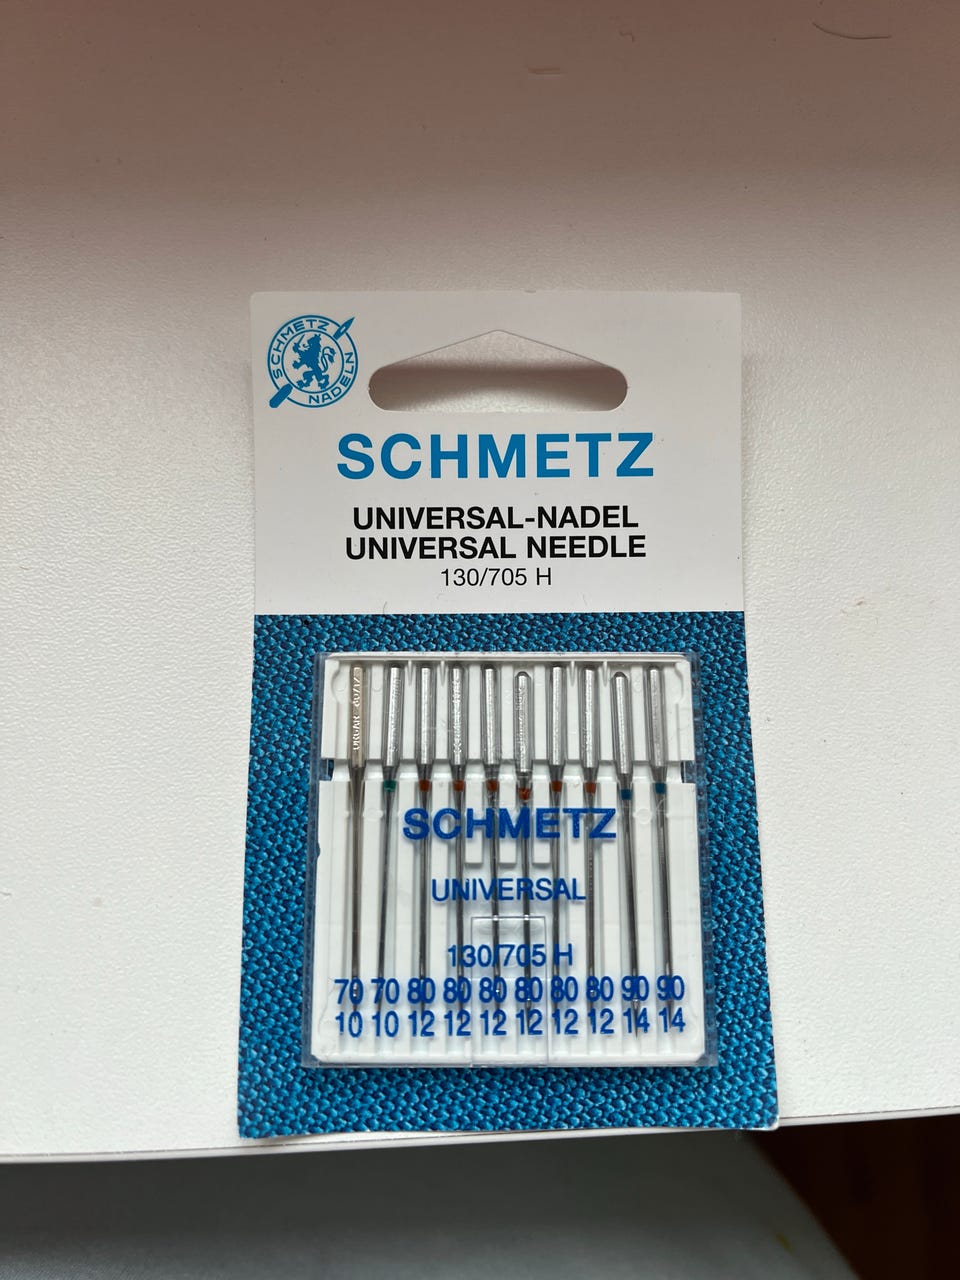 SCHMETZ
NADELN
SCHMETZ
UNIVERSAL-NADEL
UNIVERSAL NEEDLE
130/705 H
ORGAN
SCHMETZ
UNIVERSAL
130/705 H
70 70 80 80 80 80 80 80 90 90
10 10 12 12 12 12 12 12 14 14